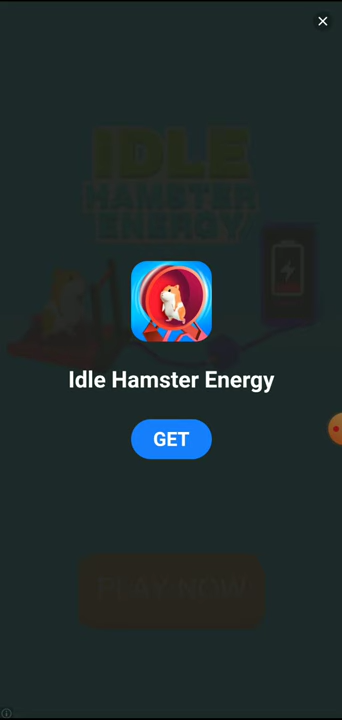 IDLE
HAMSTER
ENERGY
Idle Hamster Energy
GET
PLAY NOW